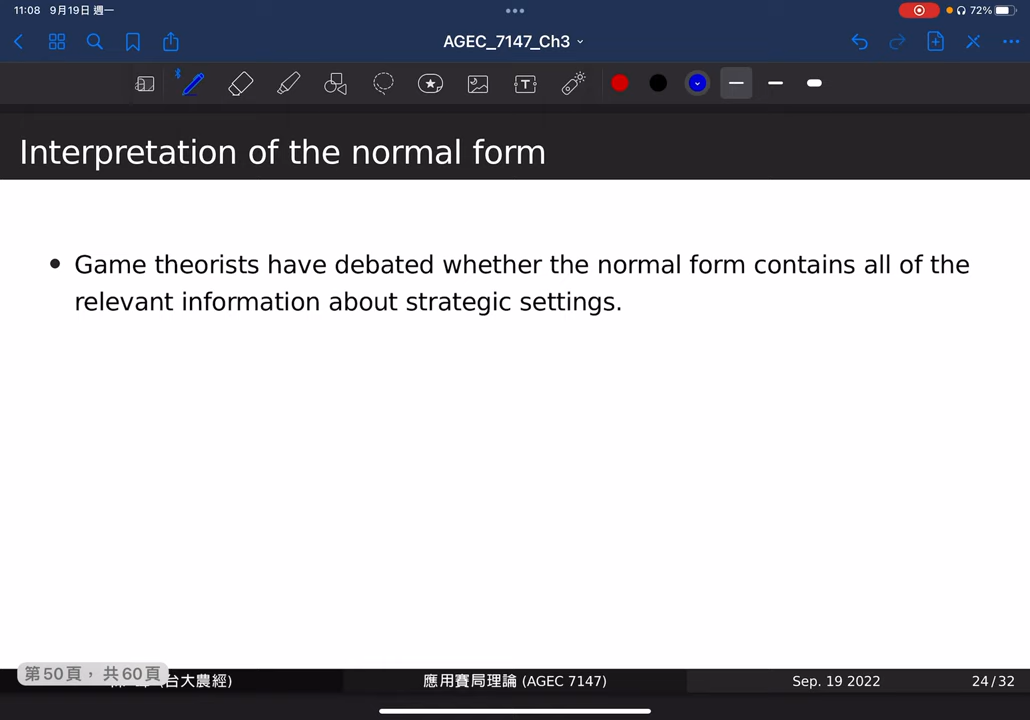 11:08 9月19日 週一
72%
AGEC_7147_Ch3
T
Interpretation of the normal form
• Game theorists have debated whether the normal form contains all of the
relevant information about strategic settings.
第50頁，共60頁
台大農經)
應用賽局理論 (AGEC 7147)
Sep. 19 2022
24/32